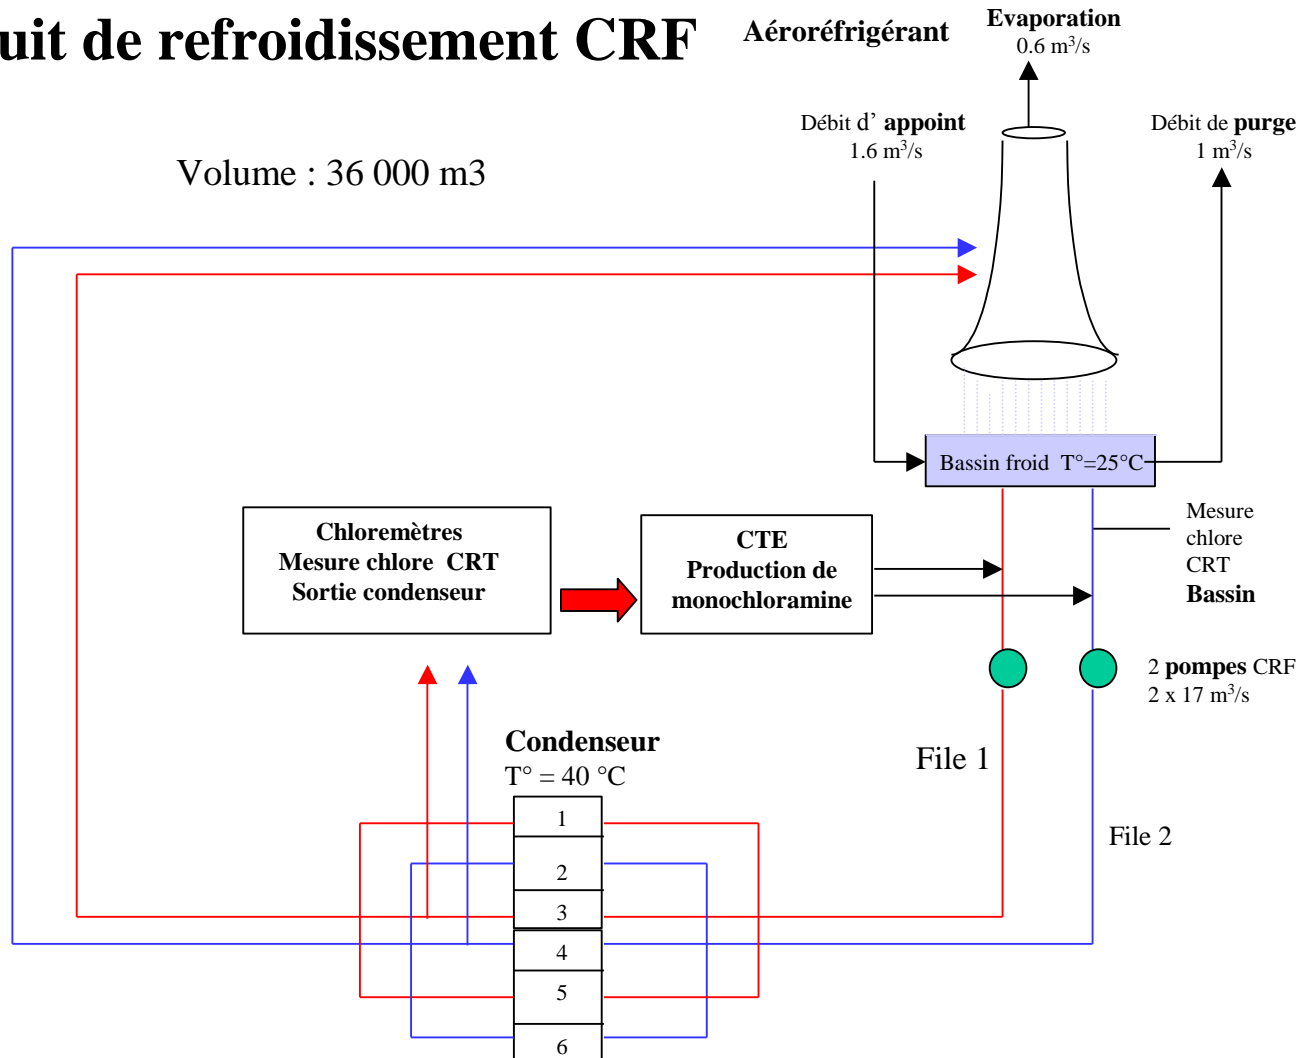 uit de refroidissement CRF
Aéroréfrigérant
Evaporation
0.6 m³/s
Débit d’ appoint
1.6 m³/s
Débit de purge
1 m³/s
Volume : 36 000 m3
Bassin froid T°=25°C
Chloremètres
Mesure chlore CRT
Sortie condenseur
CTE
Production de
monochloramine
Mesure
chlore
CRT
Bassin
2 pompes CRF
2 x 17 m³/s
Condenseur
T° = 40 °C
File 1
File 2
1
2
3
4
5
6